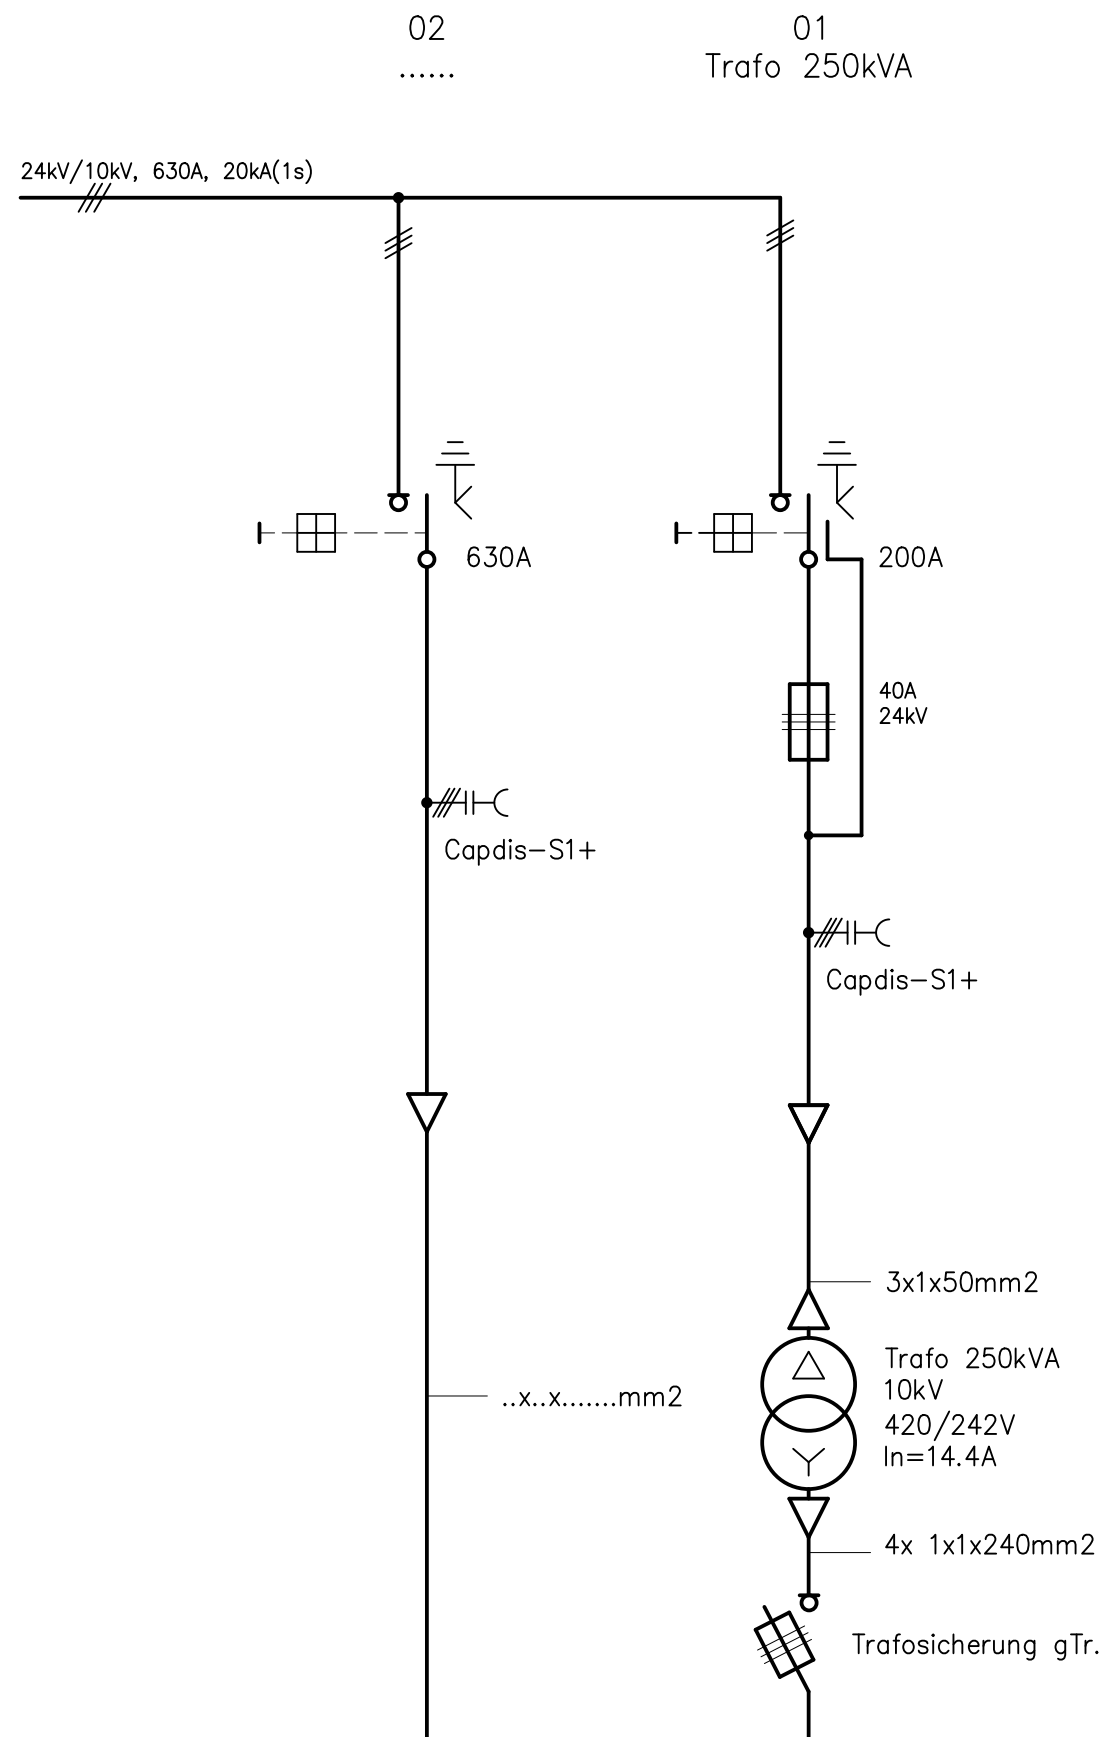 02
......
01
Trafo 250kVA
24kV/10kV, 630A, 20kA(1s)
630A
200A
40A
24kV
Capdis-S1+
Capdis-S1+
3x1x50mm2
Trafo 250kVA
10kV
420/242V
In=14.4A
..x..x.......mm2
4x 1x1x240mm2
Trafosicherung gTr.